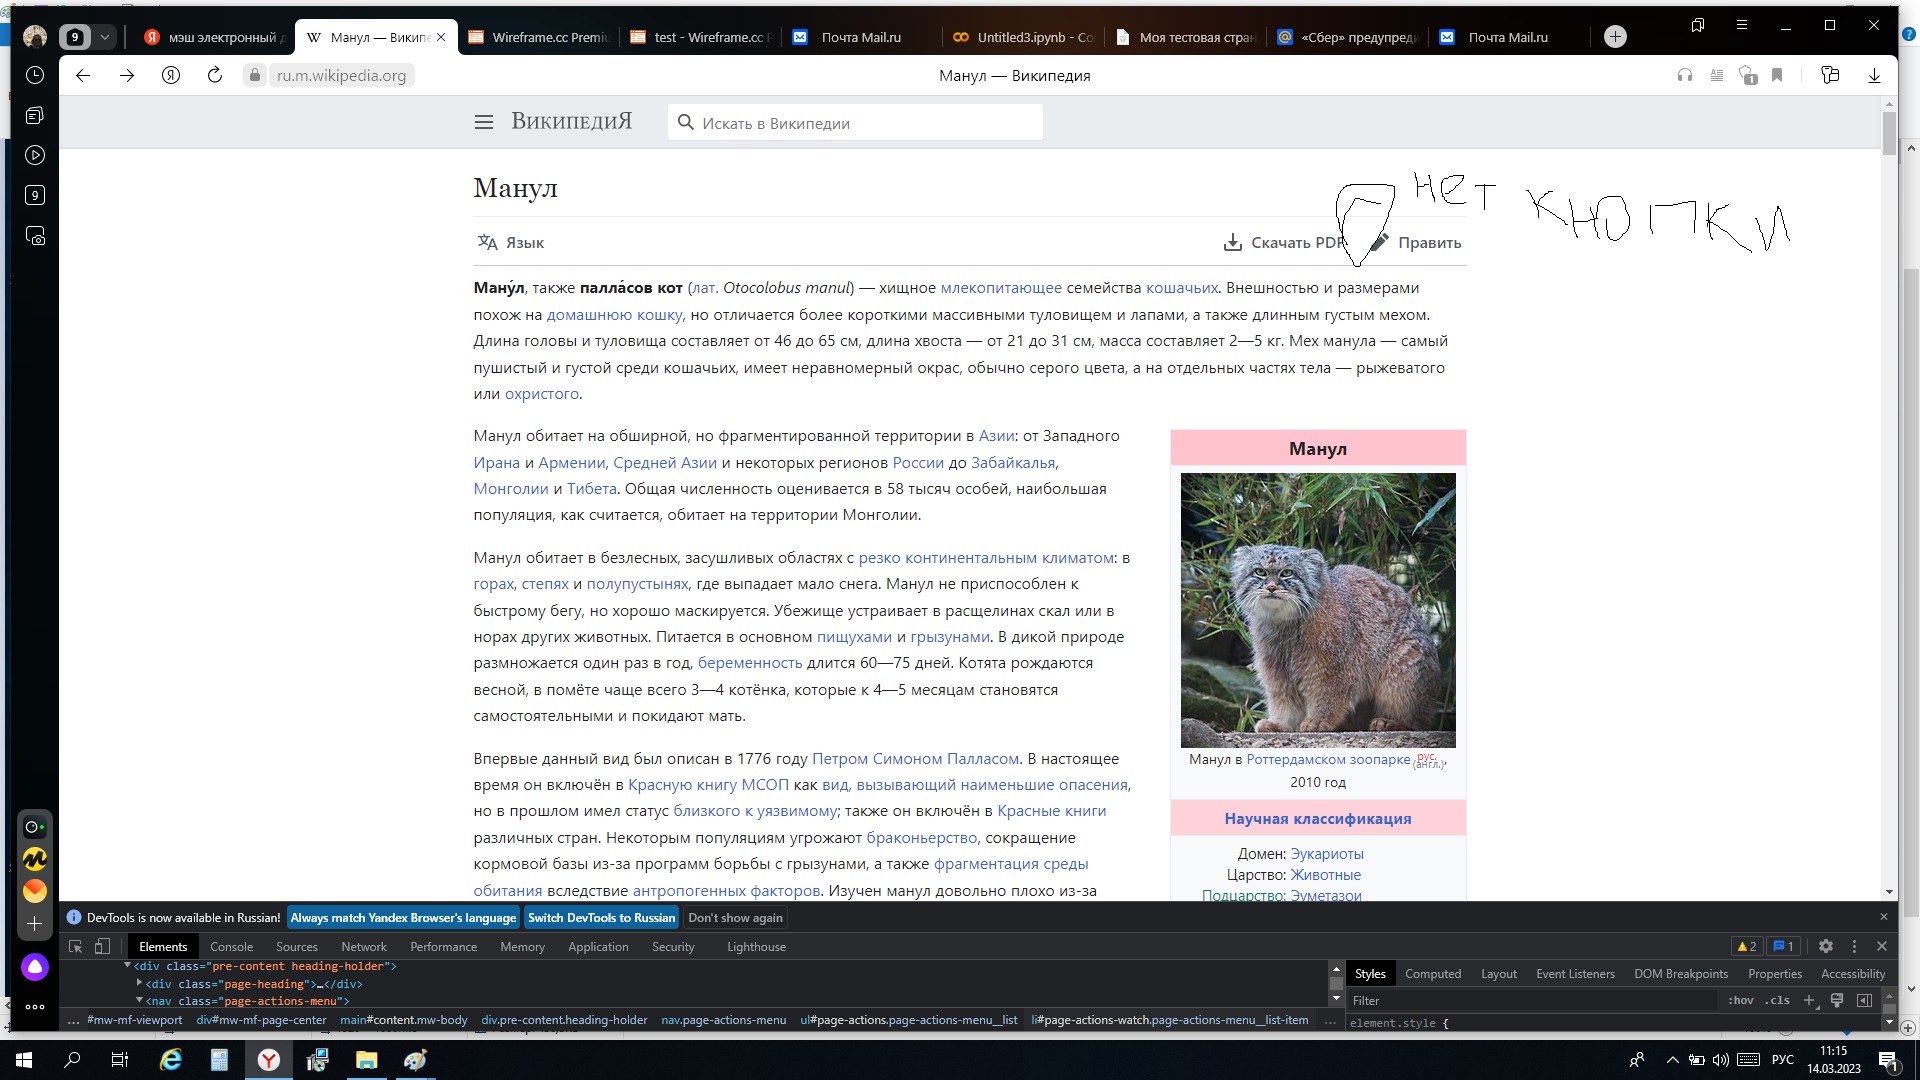 9
мэш электронный д
Манул — Википе
Wireframe.cc Premiu
test - Wireframe.cc P
Почта Mail.ru
Untitled3.ipynb - Co
Моя тестовая стран
«Сбер» предупреди
Почта Mail.ru
ru.m.wikipedia.org
Манул — Википедия
1
ВикипедиЯ
Искать в Википедии
9
Манул
нет кнопки
Язык
Скачать PDF
Править
Ману́л, также палла́сов кот (лат. Otocolobus manul) — хищное млекопитающее семейства кошачьих. Внешностью и размерами
похож на домашнюю кошку, но отличается более короткими массивными туловищем и лапами, а также длинным густым мехом.
Длина головы и туловища составляет от 46 до 65 см, длина хвоста — от 21 до 31 см, масса составляет 2—5 кг. Мех манула — самый
пушистый и густой среди кошачьих, имеет неравномерный окрас, обычно серого цвета, а на отдельных частях тела — рыжеватого
или охристого.
Манул обитает на обширной, но фрагментированной территории в Азии: от Западного
Ирана и Армении, Средней Азии и некоторых регионов России до Забайкалья,
Монголии и Тибета. Общая численность оценивается в 58 тысяч особей, наибольшая
популяция, как считается, обитает на территории Монголии.
Манул обитает в безлесных, засушливых областях с резко континентальным климатом: в
горах, степях и полупустынях, где выпадает мало снега. Манул не приспособлен к
быстрому бегу, но хорошо маскируется. Убежище устраивает в расщелинах скал или в
норах других животных. Питается в основном пищухами и грызунами. В дикой природе
размножается один раз в год, беременность длится 60—75 дней. Котята рождаются
весной, в помёте чаще всего 3—4 котёнка, которые к 4—5 месяцам становятся
самостоятельными и покидают мать.
Впервые данный вид был описан в 1776 году Петром Симоном Палласом. В настоящее
время он включён в Красную книгу МСОП как вид, вызывающий наименьшие опасения,
но в прошлом имел статус близкого к уязвимому; также он включён в Красные книги
различных стран. Некоторым популяциям угрожают браконьерство, сокращение
кормовой базы из-за программ борьбы с грызунами, а также фрагментация среды
обитания вследствие антропогенных факторов. Изучен манул довольно плохо из-за
Манул
Манул в Роттердамском зоопарке рус. (англ.),
2010 год
Научная классификация
Домен: Эукариоты
Царство: Животные
Подцарство: Эуметазои
DevTools is now available in Russian! Always match Yandex Browser's language Switch DevTools to Russian Don't show again
Elements Console Sources Network Performance Memory Application Security Lighthouse 2 1
<div class="pre-content heading-holder">
<div class="page-heading">…</div>
<nav class="page-actions-menu">
... #mw-mf-viewport div#mw-mf-page-center main#content.mw-body div.pre-content.heading-holder nav.page-actions-menu ul#page-actions.page-actions-menu__list li#page-actions-watch.page-actions-menu__list-item ...
Styles Computed Layout Event Listeners DOM Breakpoints Properties Accessibility
Filter :hov .cls
element.style {
РУС
11:15
14.03.2023
1